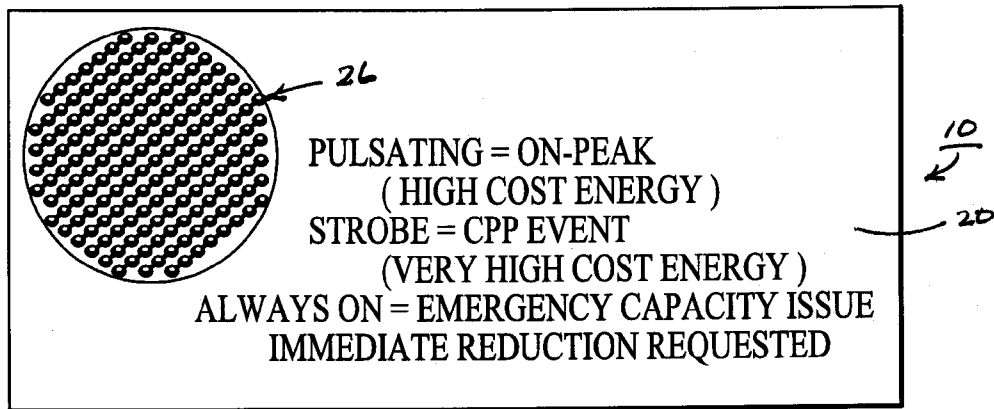 26
PULSATING = ON-PEAK
( HIGH COST ENERGY )
10
STROBE = CPP EVENT
20
(VERY HIGH COST ENERGY )
ALWAYS ON = EMERGENCY CAPACITY ISSUE
IMMEDIATE REDUCTION REQUESTED